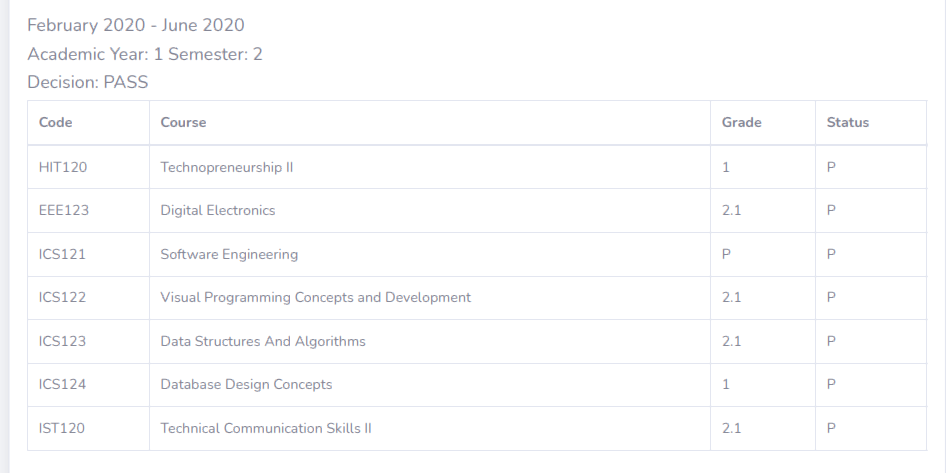 February 2020 - June 2020
Academic Year: 1 Semester: 2
Decision: PASS
Code Course Grade Status
HIT120 Technopreneurship II 1 P
EEE123 Digital Electronics 2.1 P
ICS121 Software Engineering P P
ICS122 Visual Programming Concepts and Development 2.1 P
ICS123 Data Structures And Algorithms 2.1 P
ICS124 Database Design Concepts 1 P
IST120 Technical Communication Skills II 2.1 P